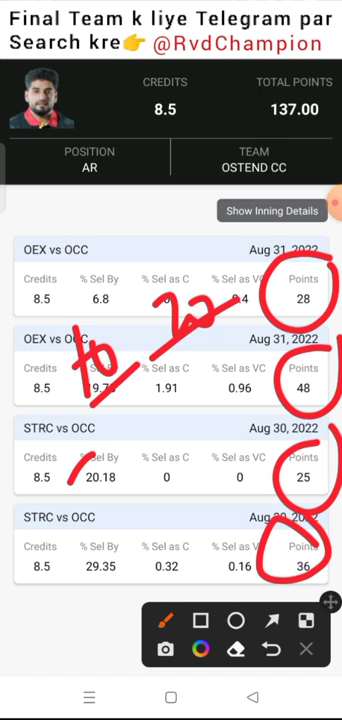 Final Team k liye Telegram par
Search kre👉 @RvdChampion
CREDITS
8.5
TOTAL POINTS
137.00
POSITION
AR
TEAM
OSTEND CC
Show Inning Details
OEX vs OCC Aug 31, 2022
Credits % Sel By % Sel as C % Sel as VC Points
8.5 6.8 28
OEX vs OCC Aug 31, 2022
Credits % Sel as C % Sel as VC Points
8.5 1.91 0.96 48
STRC vs OCC Aug 30, 2022
Credits % Sel By % Sel as C % Sel as VC Points
8.5 20.18 0 0 25
STRC vs OCC
Credits % Sel By % Sel as C % Sel as VC Points
8.5 29.35 0.32 0.16 36